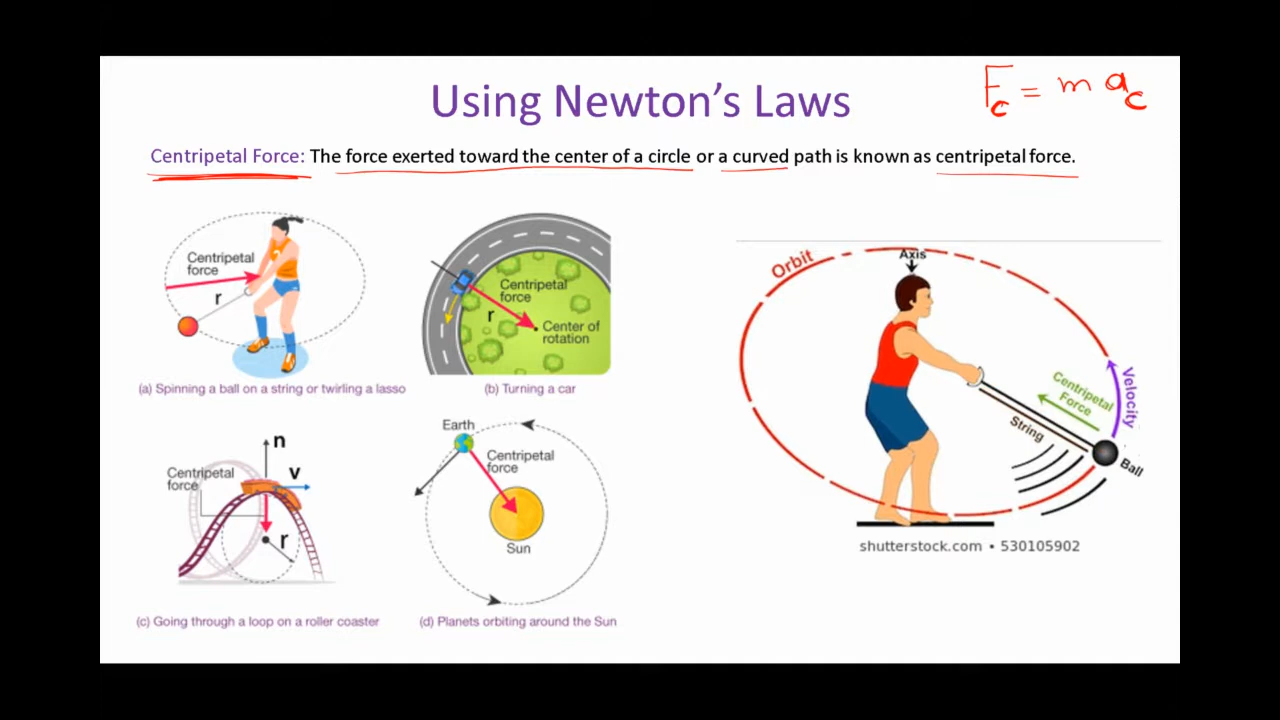 Using Newton's Laws
F_c = m a_c
Centripetal Force: The force exerted toward the center of a circle or a curved path is known as centripetal force.
Centripetal
force
r
(a) Spinning a ball on a string or twirling a lasso
Centripetal
force
r
Center of
rotation
(b) Turning a car
n
Centripetal
force
v
r
(c) Going through a loop on a roller coaster
Earth
Centripetal
force
Sun
(d) Planets orbiting around the Sun
Orbit
Axis
Centripetal
Force
Velocity
String
Ball
shutterstock.com • 530105902